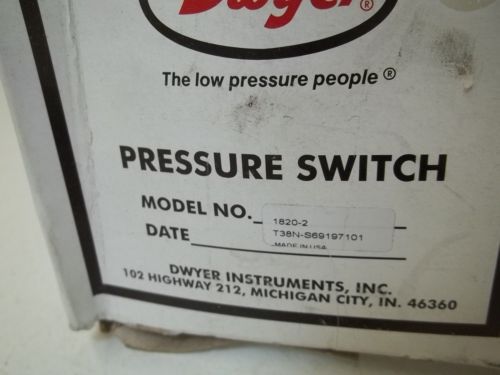 Dwyer®
The low pressure people®
PRESSURE SWITCH
MODEL NO. 1820-2
DATE T38N-S69197101
MADE IN USA
DWYER INSTRUMENTS, INC.
102 HIGHWAY 212, MICHIGAN CITY, IN. 46360